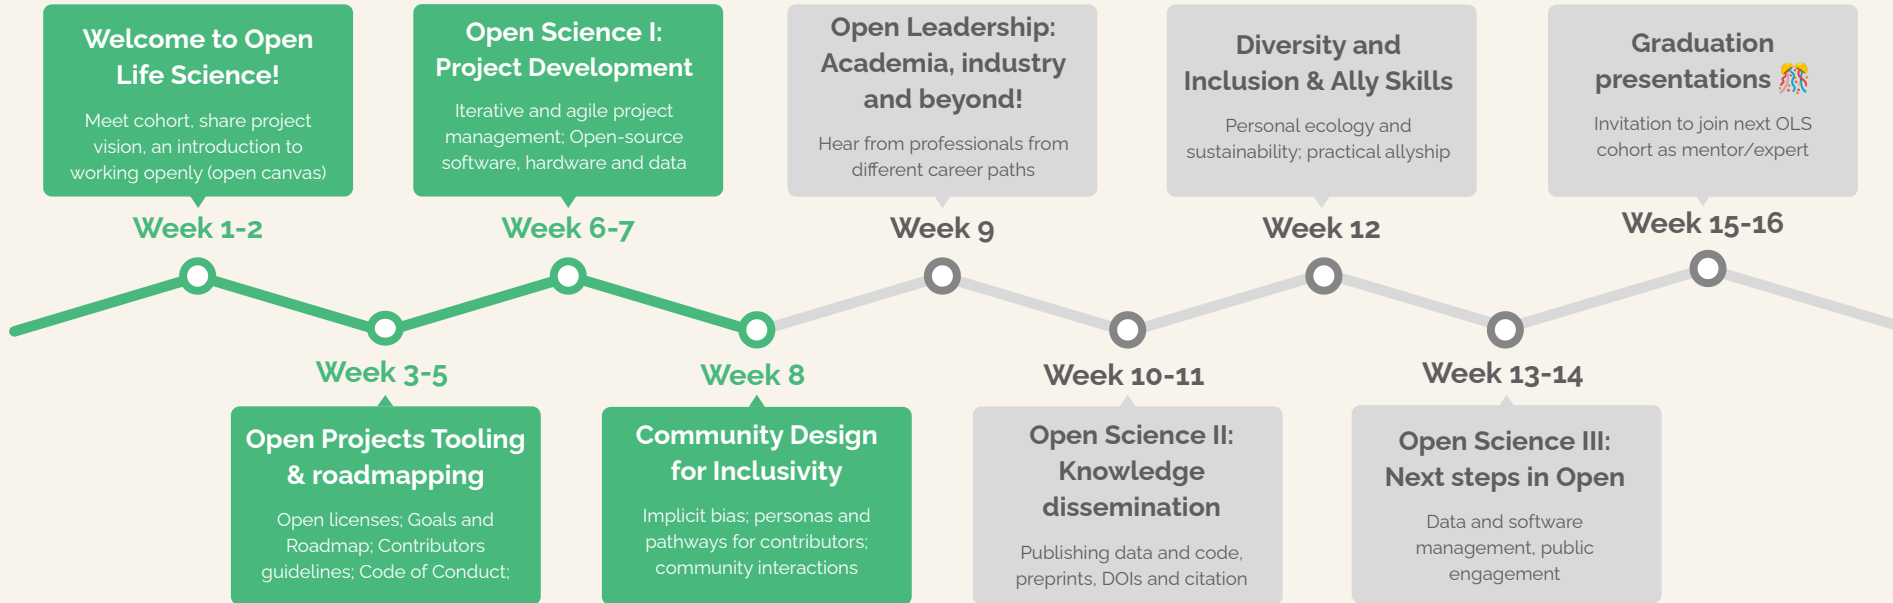 Welcome to Open
Life Science!
Meet cohort, share project
vision, an introduction to
working openly (open canvas)
Week 1-2
Open Projects Tooling
& roadmapping
Open licenses; Goals and
Roadmap; Contributors
guidelines; Code of Conduct;
Week 3-5
Open Science I:
Project Development
Iterative and agile project
management; Open-source
software, hardware and data
Week 6-7
Community Design
for Inclusivity
Implicit bias; personas and
pathways for contributors;
community interactions
Week 8
Open Leadership:
Academia, industry
and beyond!
Hear from professionals from
different career paths
Week 9
Open Science II:
Knowledge
dissemination
Publishing data and code,
preprints, DOIs and citation
Week 10-11
Diversity and
Inclusion & Ally Skills
Personal ecology and
sustainability; practical allyship
Week 12
Open Science III:
Next steps in Open
Data and software
management, public
engagement
Week 13-14
Graduation
presentations 🎊
Invitation to join next OLS
cohort as mentor/expert
Week 15-16